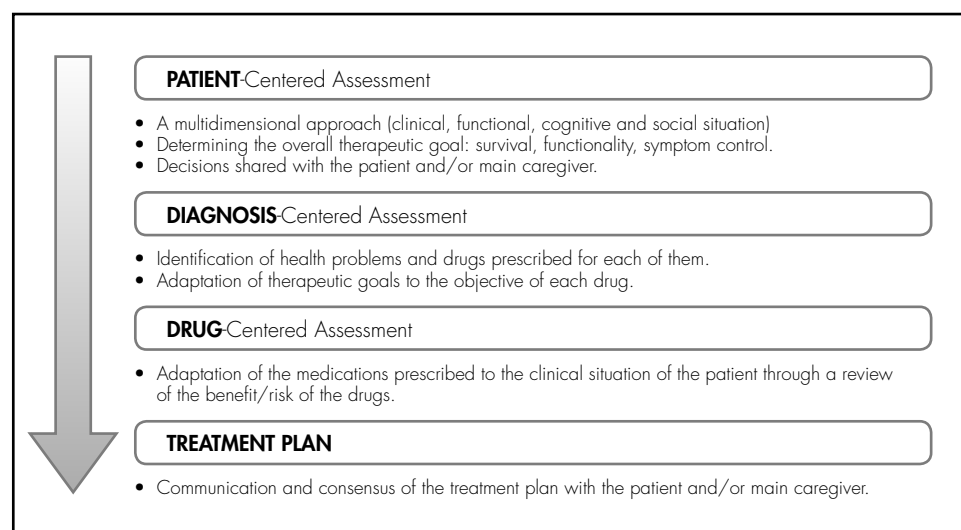 PATIENT-Centered Assessment
• A multidimensional approach (clinical, functional, cognitive and social situation)
• Determining the overall therapeutic goal: survival, functionality, symptom control.
• Decisions shared with the patient and/or main caregiver.
DIAGNOSIS-Centered Assessment
• Identification of health problems and drugs prescribed for each of them.
• Adaptation of therapeutic goals to the objective of each drug.
DRUG-Centered Assessment
• Adaptation of the medications prescribed to the clinical situation of the patient through a review
of the benefit/risk of the drugs.
TREATMENT PLAN
• Communication and consensus of the treatment plan with the patient and/or main caregiver.